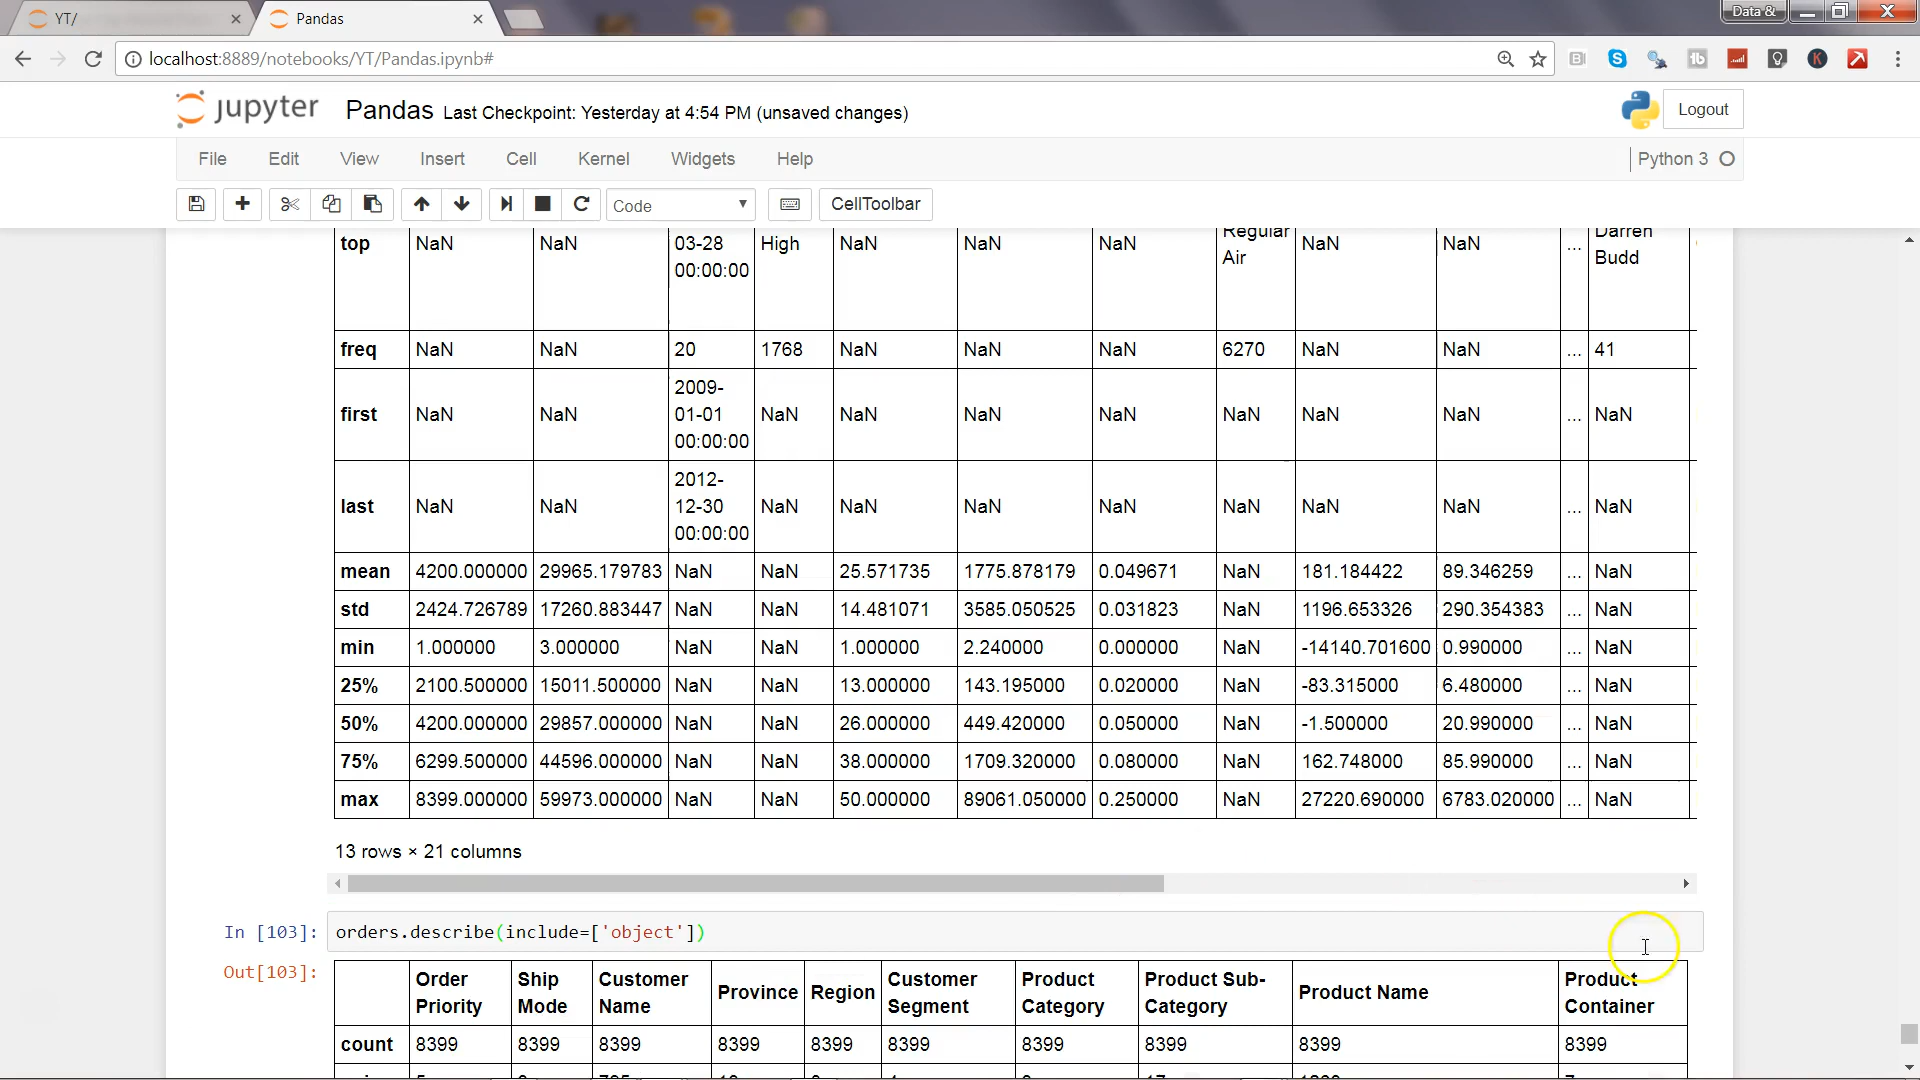 YT/
Pandas
Data &
localhost:8889/notebooks/YT/Pandas.ipynb#
jupyter Pandas Last Checkpoint: Yesterday at 4:54 PM (unsaved changes)
Logout
File Edit View Insert Cell Kernel Widgets Help
Python 3
Code
CellToolbar
top NaN NaN 03-28 00:00:00 High NaN NaN NaN Regular Air NaN NaN ... Darren Budd
freq NaN NaN 20 1768 NaN NaN NaN 6270 NaN NaN ... 41
first NaN NaN 2009-01-01 00:00:00 NaN NaN NaN NaN NaN NaN NaN ... NaN
last NaN NaN 2012-12-30 00:00:00 NaN NaN NaN NaN NaN NaN NaN ... NaN
mean 4200.000000 29965.179783 NaN NaN 25.571735 1775.878179 0.049671 NaN 181.184422 89.346259 ... NaN
std 2424.726789 17260.883447 NaN NaN 14.481071 3585.050525 0.031823 NaN 1196.653326 290.354383 ... NaN
min 1.000000 3.000000 NaN NaN 1.000000 2.240000 0.000000 NaN -14140.701600 0.990000 ... NaN
25% 2100.500000 15011.500000 NaN NaN 13.000000 143.195000 0.020000 NaN -83.315000 6.480000 ... NaN
50% 4200.000000 29857.000000 NaN NaN 26.000000 449.420000 0.050000 NaN -1.500000 20.990000 ... NaN
75% 6299.500000 44596.000000 NaN NaN 38.000000 1709.320000 0.080000 NaN 162.748000 85.990000 ... NaN
max 8399.000000 59973.000000 NaN NaN 50.000000 89061.050000 0.250000 NaN 27220.690000 6783.020000 ... NaN
13 rows × 21 columns
In [103]: orders.describe(include=['object'])
Out[103]:
Order Priority Ship Mode Customer Name Province Region Customer Segment Product Category Product Sub-Category Product Name Product Container
count 8399 8399 8399 8399 8399 8399 8399 8399 8399 8399